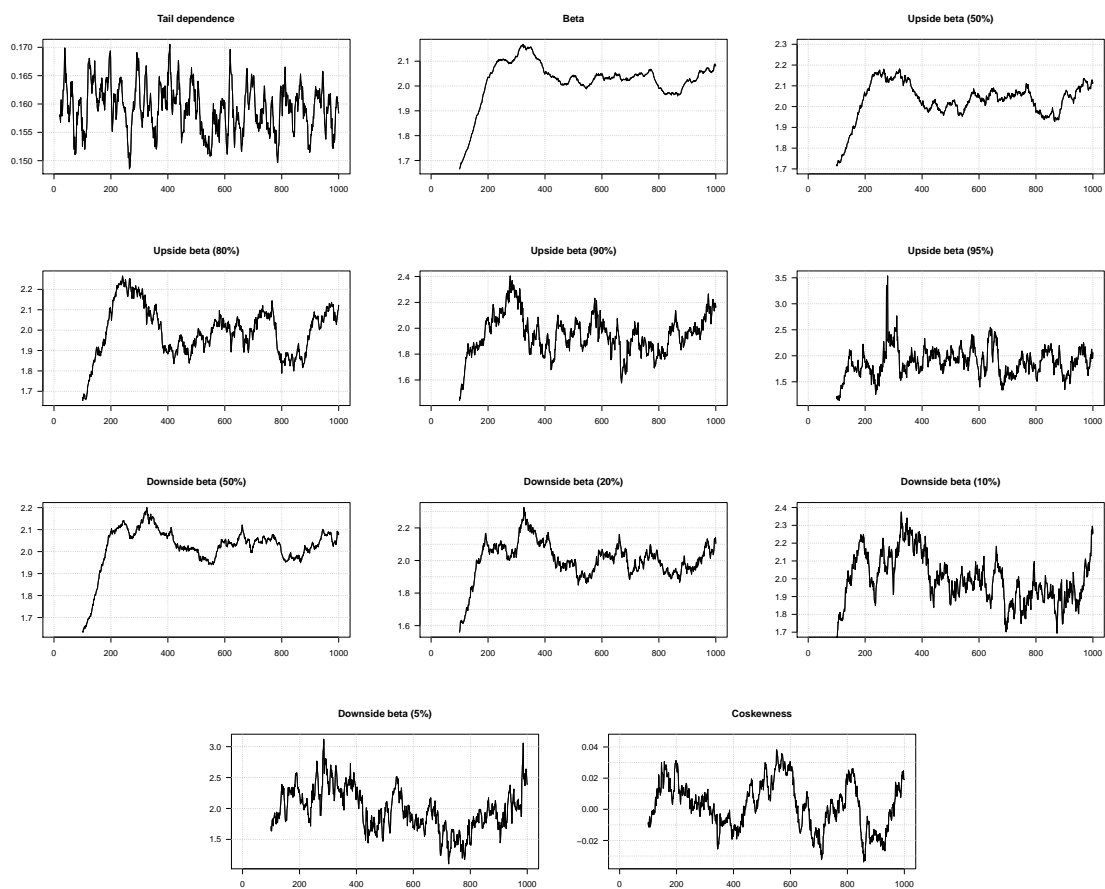 Tail dependence
0.170
0.165
0.160
0.155
0.150
0 200 400 600 800 1000
Beta
2.1
2.0
1.9
1.8
1.7
0 200 400 600 800 1000
Upside beta (50%)
2.3
2.2
2.1
2.0
1.9
1.8
1.7
0 200 400 600 800 1000
Upside beta (80%)
2.2
2.1
2.0
1.9
1.8
1.7
0 200 400 600 800 1000
Upside beta (90%)
2.4
2.2
2.0
1.8
1.6
0 200 400 600 800 1000
Upside beta (95%)
3.5
3.0
2.5
2.0
1.5
0 200 400 600 800 1000
Downside beta (50%)
2.2
2.1
2.0
1.9
1.8
1.7
0 200 400 600 800 1000
Downside beta (20%)
2.2
2.0
1.8
1.6
0 200 400 600 800 1000
Downside beta (10%)
2.4
2.3
2.2
2.1
2.0
1.9
1.8
1.7
0 200 400 600 800 1000
Downside beta (5%)
3.0
2.5
2.0
1.5
0 200 400 600 800 1000
Coskewness
0.04
0.02
0.00
−0.02
0 200 400 600 800 1000